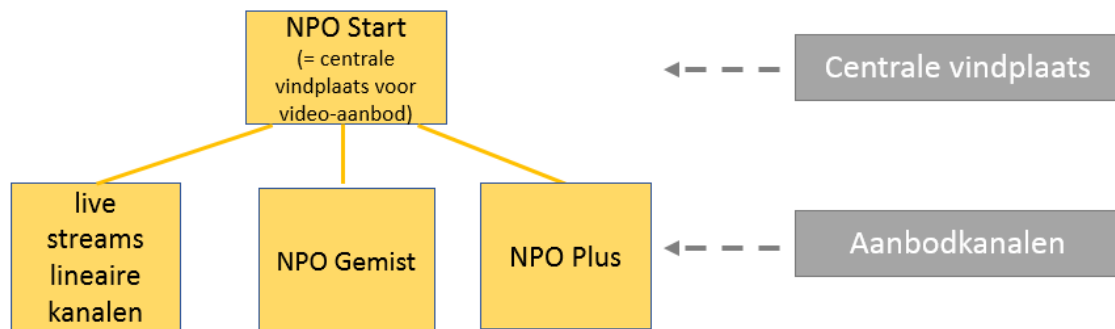 NPO Start
(= centrale
vindplaats voor
video-aanbod)
Centrale vindplaats
live
streams
lineaire
kanalen
NPO Gemist
NPO Plus
Aanbodkanalen